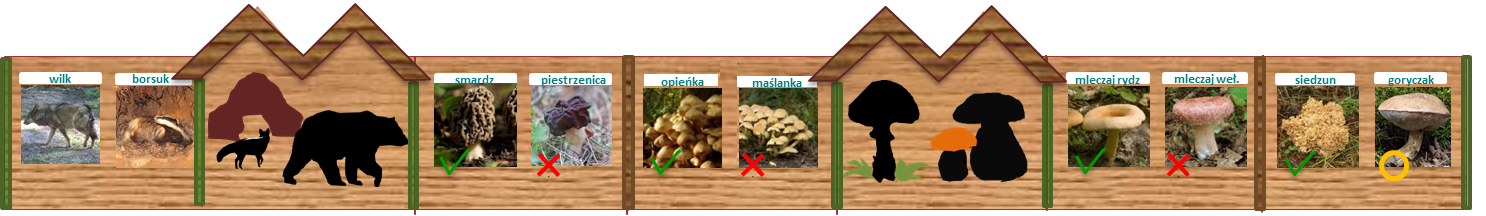 wilk
borsuk
smardz
piestrzenica
opieńka
maślanka
mleczaj rydz
mleczaj weł.
siedzun
goryczak